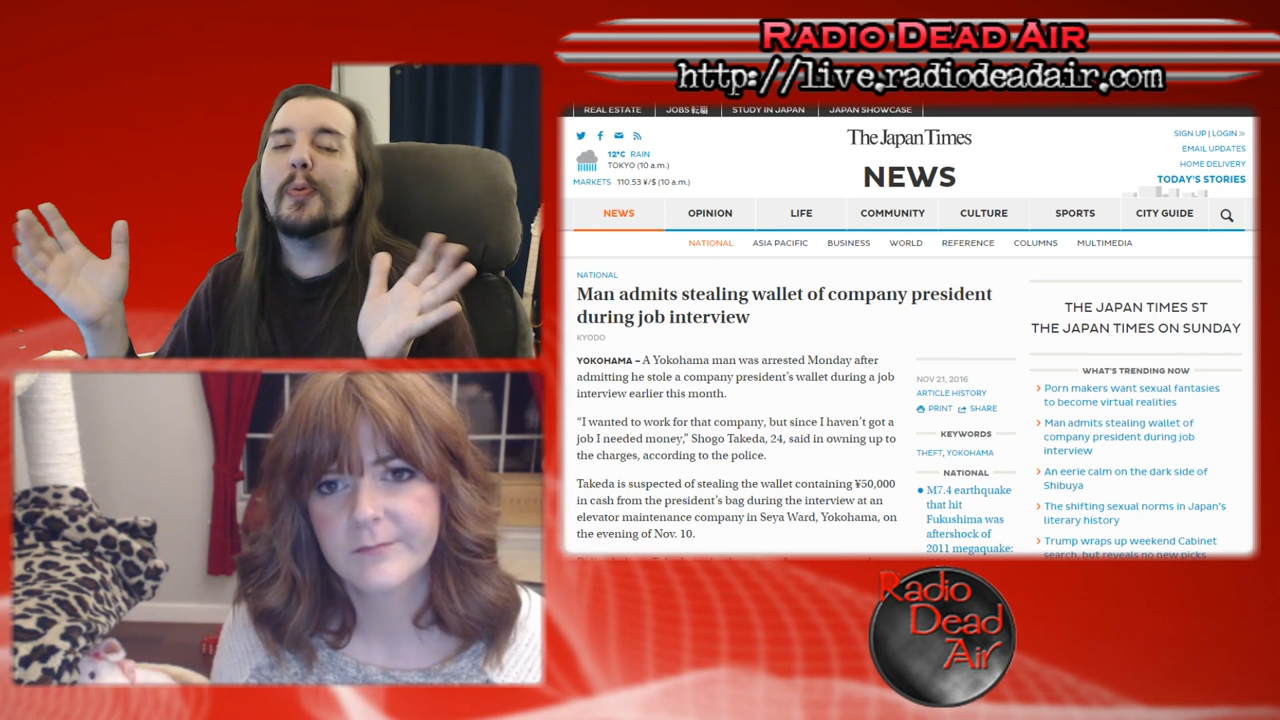 Radio Dead Air
http://live.radiodeadair.com
REAL ESTATE
JOBS 転職
STUDY IN JAPAN
JAPAN SHOWCASE
The Japan Times
NEWS
12°C RAIN
TOKYO (10 a.m.)
MARKETS 110.53 ¥/$ (10 a.m.)
SIGN UP | LOGIN »
EMAIL UPDATES
HOME DELIVERY
TODAY'S STORIES
NEWS
OPINION
LIFE
COMMUNITY
CULTURE
SPORTS
CITY GUIDE
NATIONAL
ASIA PACIFIC
BUSINESS
WORLD
REFERENCE
COLUMNS
MULTIMEDIA
NATIONAL
Man admits stealing wallet of company president
during job interview
KYODO
YOKOHAMA – A Yokohama man was arrested Monday after
admitting he stole a company president's wallet during a job
interview earlier this month.
“I wanted to work for that company, but since I haven't got a
job I needed money,” Shogo Takeda, 24, said in owning up to
the charges, according to the police.
Takeda is suspected of stealing the wallet containing ¥50,000
in cash from the president's bag during the interview at an
elevator maintenance company in Seya Ward, Yokohama, on
the evening of Nov. 10.
NOV 21, 2016
ARTICLE HISTORY
PRINT SHARE
KEYWORDS
THEFT, YOKOHAMA
NATIONAL
M7.4 earthquake
that hit
Fukushima was
aftershock of
2011 megaquake:
THE JAPAN TIMES ST
THE JAPAN TIMES ON SUNDAY
WHAT'S TRENDING NOW
Porn makers want sexual fantasies
to become virtual realities
Man admits stealing wallet of
company president during job
interview
An eerie calm on the dark side of
Shibuya
The shifting sexual norms in Japan's
literary history
Trump wraps up weekend Cabinet
search, but reveals no new picks
Radio
Dead
Air